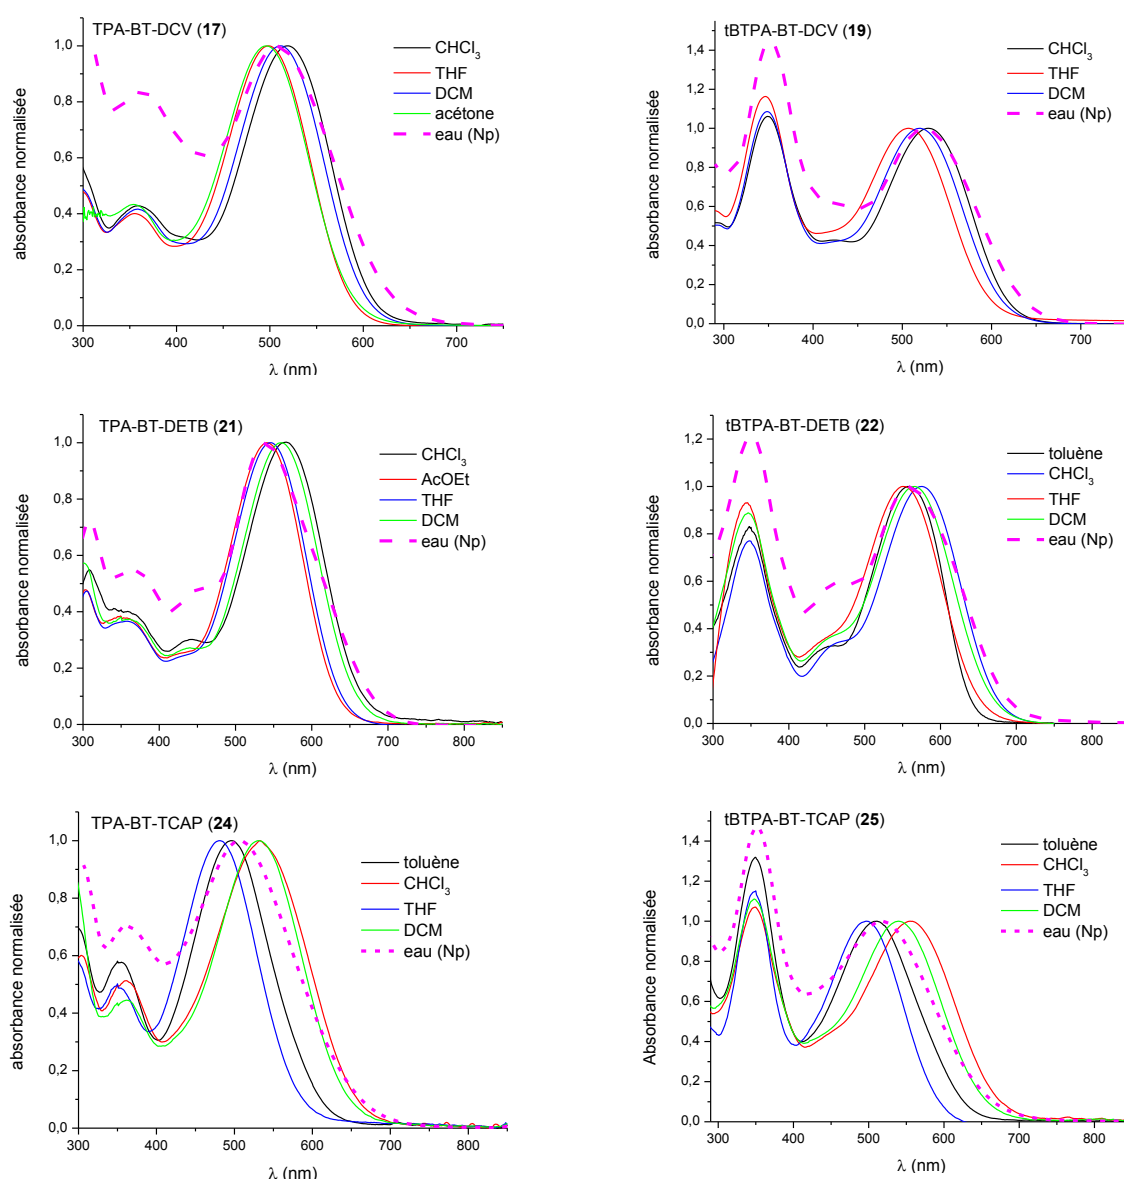 TPA-BT-DCV (17)
CHCl3
THF
DCM
acétone
eau (Np)
absorbance normalisée
1,0
0,8
0,6
0,4
0,2
0,0
300 400 500 600 700
λ (nm)
tBTPA-BT-DCV (19)
CHCl3
THF
DCM
eau (Np)
absorbance normalisée
1,4
1,2
1,0
0,8
0,6
0,4
0,2
0,0
300 400 500 600 700
λ (nm)
TPA-BT-DETB (21)
CHCl3
AcOEt
THF
DCM
eau (Np)
absorbance normalisée
1,0
0,8
0,6
0,4
0,2
0,0
300 400 500 600 700 800
λ (nm)
tBTPA-BT-DETB (22)
toluène
CHCl3
THF
DCM
eau (Np)
absorbance normalisée
1,2
1,0
0,8
0,6
0,4
0,2
0,0
300 400 500 600 700 800
λ (nm)
TPA-BT-TCAP (24)
toluène
CHCl3
THF
DCM
eau (Np)
absorbance normalisée
1,0
0,8
0,6
0,4
0,2
0,0
300 400 500 600 700 800
λ (nm)
tBTPA-BT-TCAP (25)
toluène
CHCl3
THF
DCM
eau (Np)
Absorbance normalisée
1,4
1,2
1,0
0,8
0,6
0,4
0,2
0,0
300 400 500 600 700 800
λ (nm)